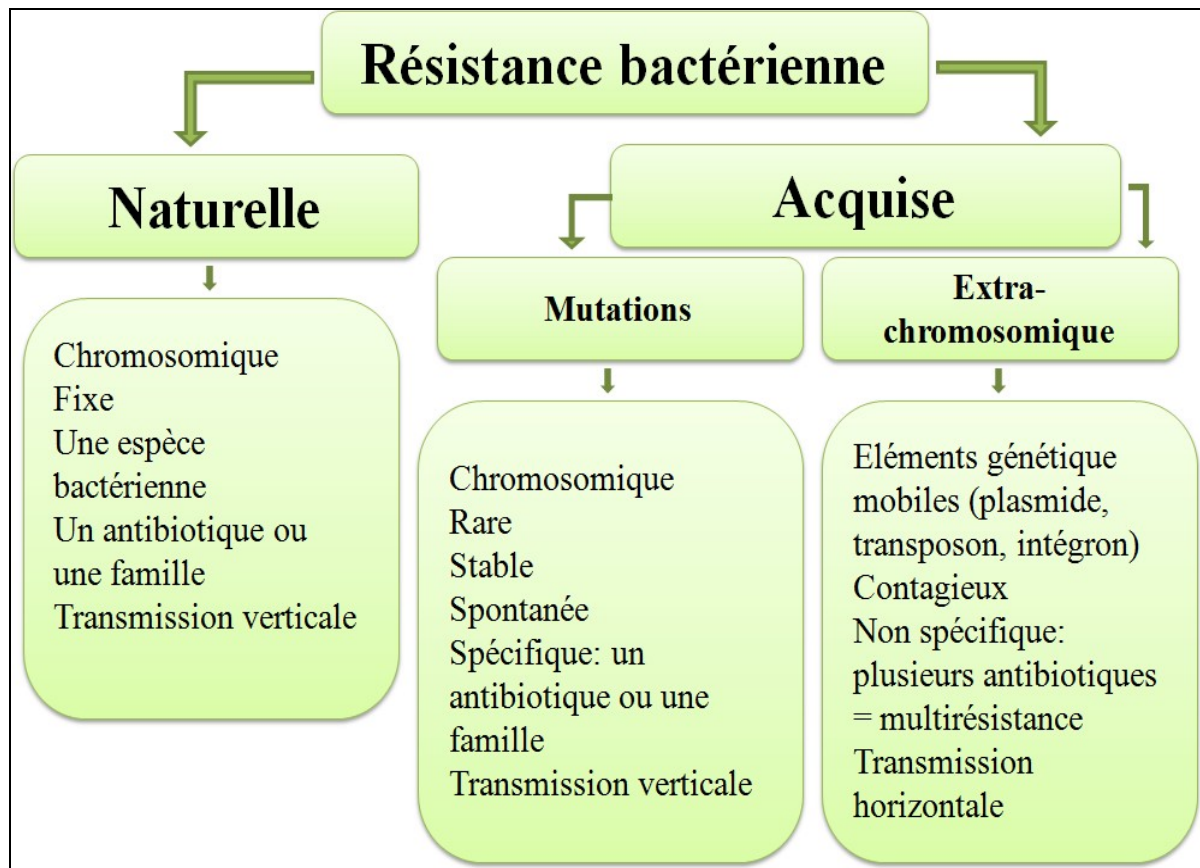 Résistance bactérienne
Naturelle
Chromosomique
Fixe
Une espèce
bactérienne
Un antibiotique ou
une famille
Transmission verticale
Acquise
Mutations
Chromosomique
Rare
Stable
Spontanée
Spécifique: un
antibiotique ou une
famille
Transmission verticale
Extra-
chromosomique
Eléments génétique
mobiles (plasmide,
transposon, intégron)
Contagieux
Non spécifique:
plusieurs antibiotiques
= multirésistance
Transmission
horizontale